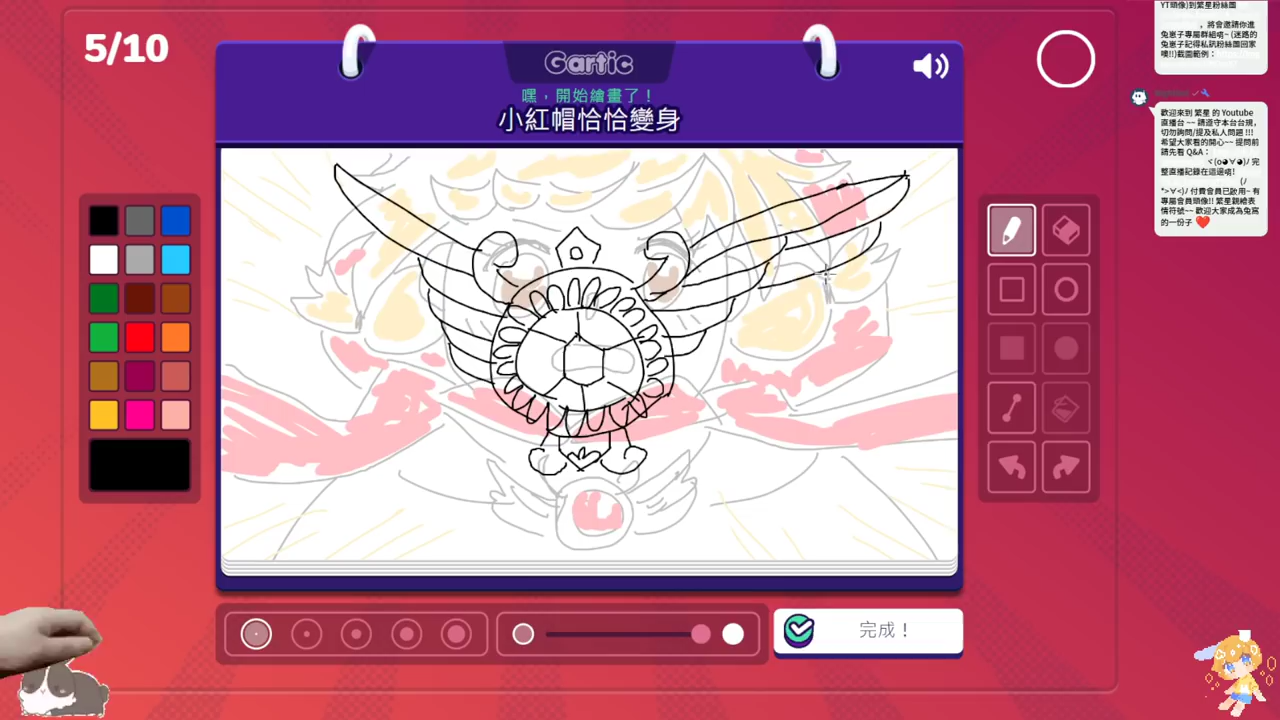 5/10
Gartic
嘿，開始繪畫了！
小紅帽恰恰變身
完成！
YT頭像)到繁星粉絲團
，將會邀請你進
兔崽子專屬群組唷~ (迷路的
兔崽子記得私訊粉絲團回家
噢!!)截圖範例：
歡迎來到 繁星 的 Youtube
直播台 ~~ 請遵守本台台規，
切勿詢問/提及私人問題 !!!
希望大家看的開心~~ 提問前
請先看 Q&A：
ヾ(o◕∀◕)ﾉ 完
整直播記錄在這邊唷!
(ﾉ
*>∀<)ﾉ 付費會員已啟用~ 有
專屬會員頭像!! 繁星親繪表
情符號~~ 歡迎大家成為兔窩
的一份子 ❤️